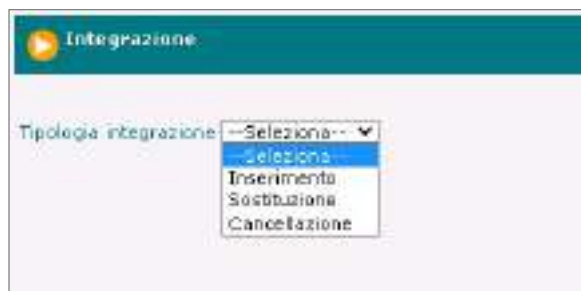 Integrazione
Tipologia integrazione --Seleziona--
--Seleziona--
Inserimento
Sostituzione
Cancellazione